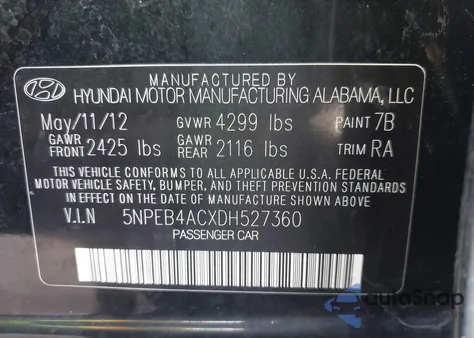 MANUFACTURED BY
HYUNDAI MOTOR MANUFACTURING ALABAMA, LLC
May/11/12 GVWR 4299 lbs PAINT 7B
GAWR FRONT 2425 lbs GAWR REAR 2116 lbs TRIM RA
THIS VEHICLE CONFORMS TO ALL APPLICABLE U.S.A. FEDERAL
MOTOR VEHICLE SAFETY, BUMPER, AND THEFT PREVENTION STANDARDS
IN EFFECT ON THE DATE OF MANUFACTURE SHOWN ABOVE.
V.I.N 5NPEB4ACXDH527360
PASSENGER CAR
autoSnap